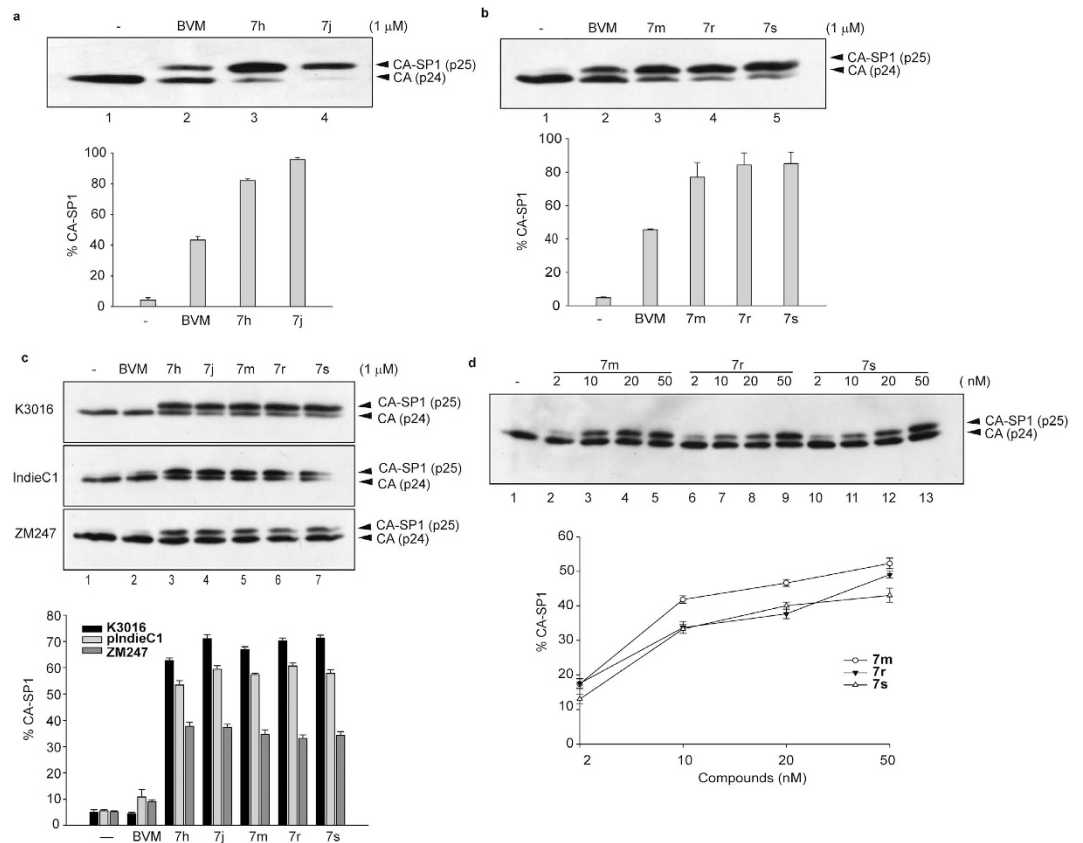 a
- BVM 7h 7j (1 μM)
CA-SP1 (p25)
CA (p24)
1 2 3 4
% CA-SP1
100
80
60
40
20
0
- BVM 7h 7j
b
- BVM 7m 7r 7s (1 μM)
CA-SP1 (p25)
CA (p24)
1 2 3 4 5
% CA-SP1
100
80
60
40
20
0
- BVM 7m 7r 7s
c
- BVM 7h 7j 7m 7r 7s (1 μM)
K3016
CA-SP1 (p25)
CA (p24)
IndieC1
CA-SP1 (p25)
CA (p24)
ZM247
CA-SP1 (p25)
CA (p24)
1 2 3 4 5 6 7
K3016
pIndieC1
ZM247
% CA-SP1
80
70
60
50
40
30
20
10
0
— BVM 7h 7j 7m 7r 7s
d
7m 7r 7s
- 2 10 20 50 2 10 20 50 2 10 20 50 ( nM)
CA-SP1 (p25)
CA (p24)
1 2 3 4 5 6 7 8 9 10 11 12 13
% CA-SP1
60
50
40
30
20
10
0
7m
7r
7s
2 10 20 50
Compounds (nM)